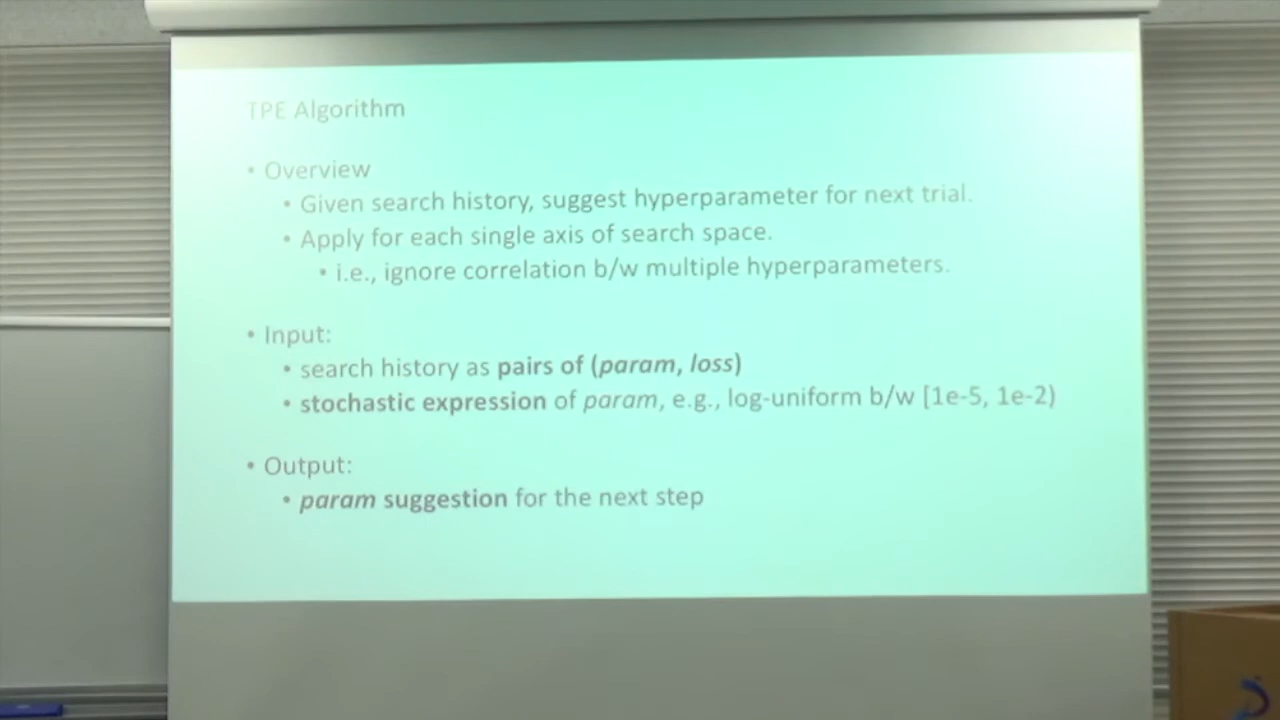 TPE Algorithm
• Overview
• Given search history, suggest hyperparameter for next trial.
• Apply for each single axis of search space.
• i.e., ignore correlation b/w multiple hyperparameters.
• Input:
• search history as pairs of (param, loss)
• stochastic expression of param, e.g., log-uniform b/w [1e-5, 1e-2)
• Output:
• param suggestion for the next step